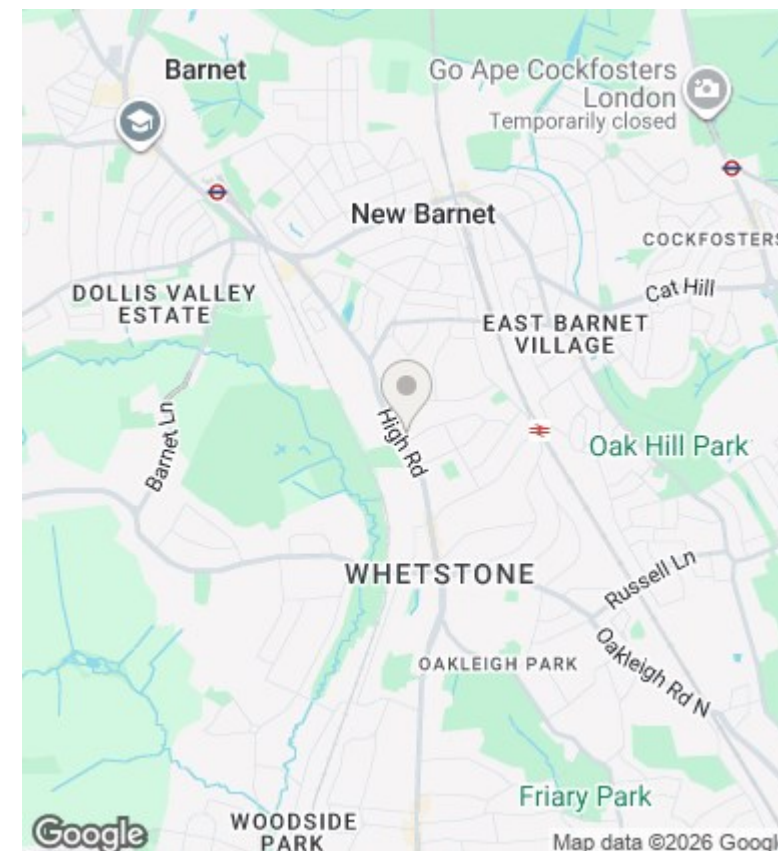 Barnet
Go Ape Cockfosters
London
Temporarily closed
New Barnet
COCKFOSTERS
DOLLIS VALLEY
ESTATE
Cat Hill
EAST BARNET
VILLAGE
Barnet Ln
High Rd
Oak Hill Park
WHETSTONE
Russell Ln
OAKLEIGH PARK
Oakleigh Rd N
Friary Park
WOODSIDE
PARK
Google
Map data ©2026 Googl